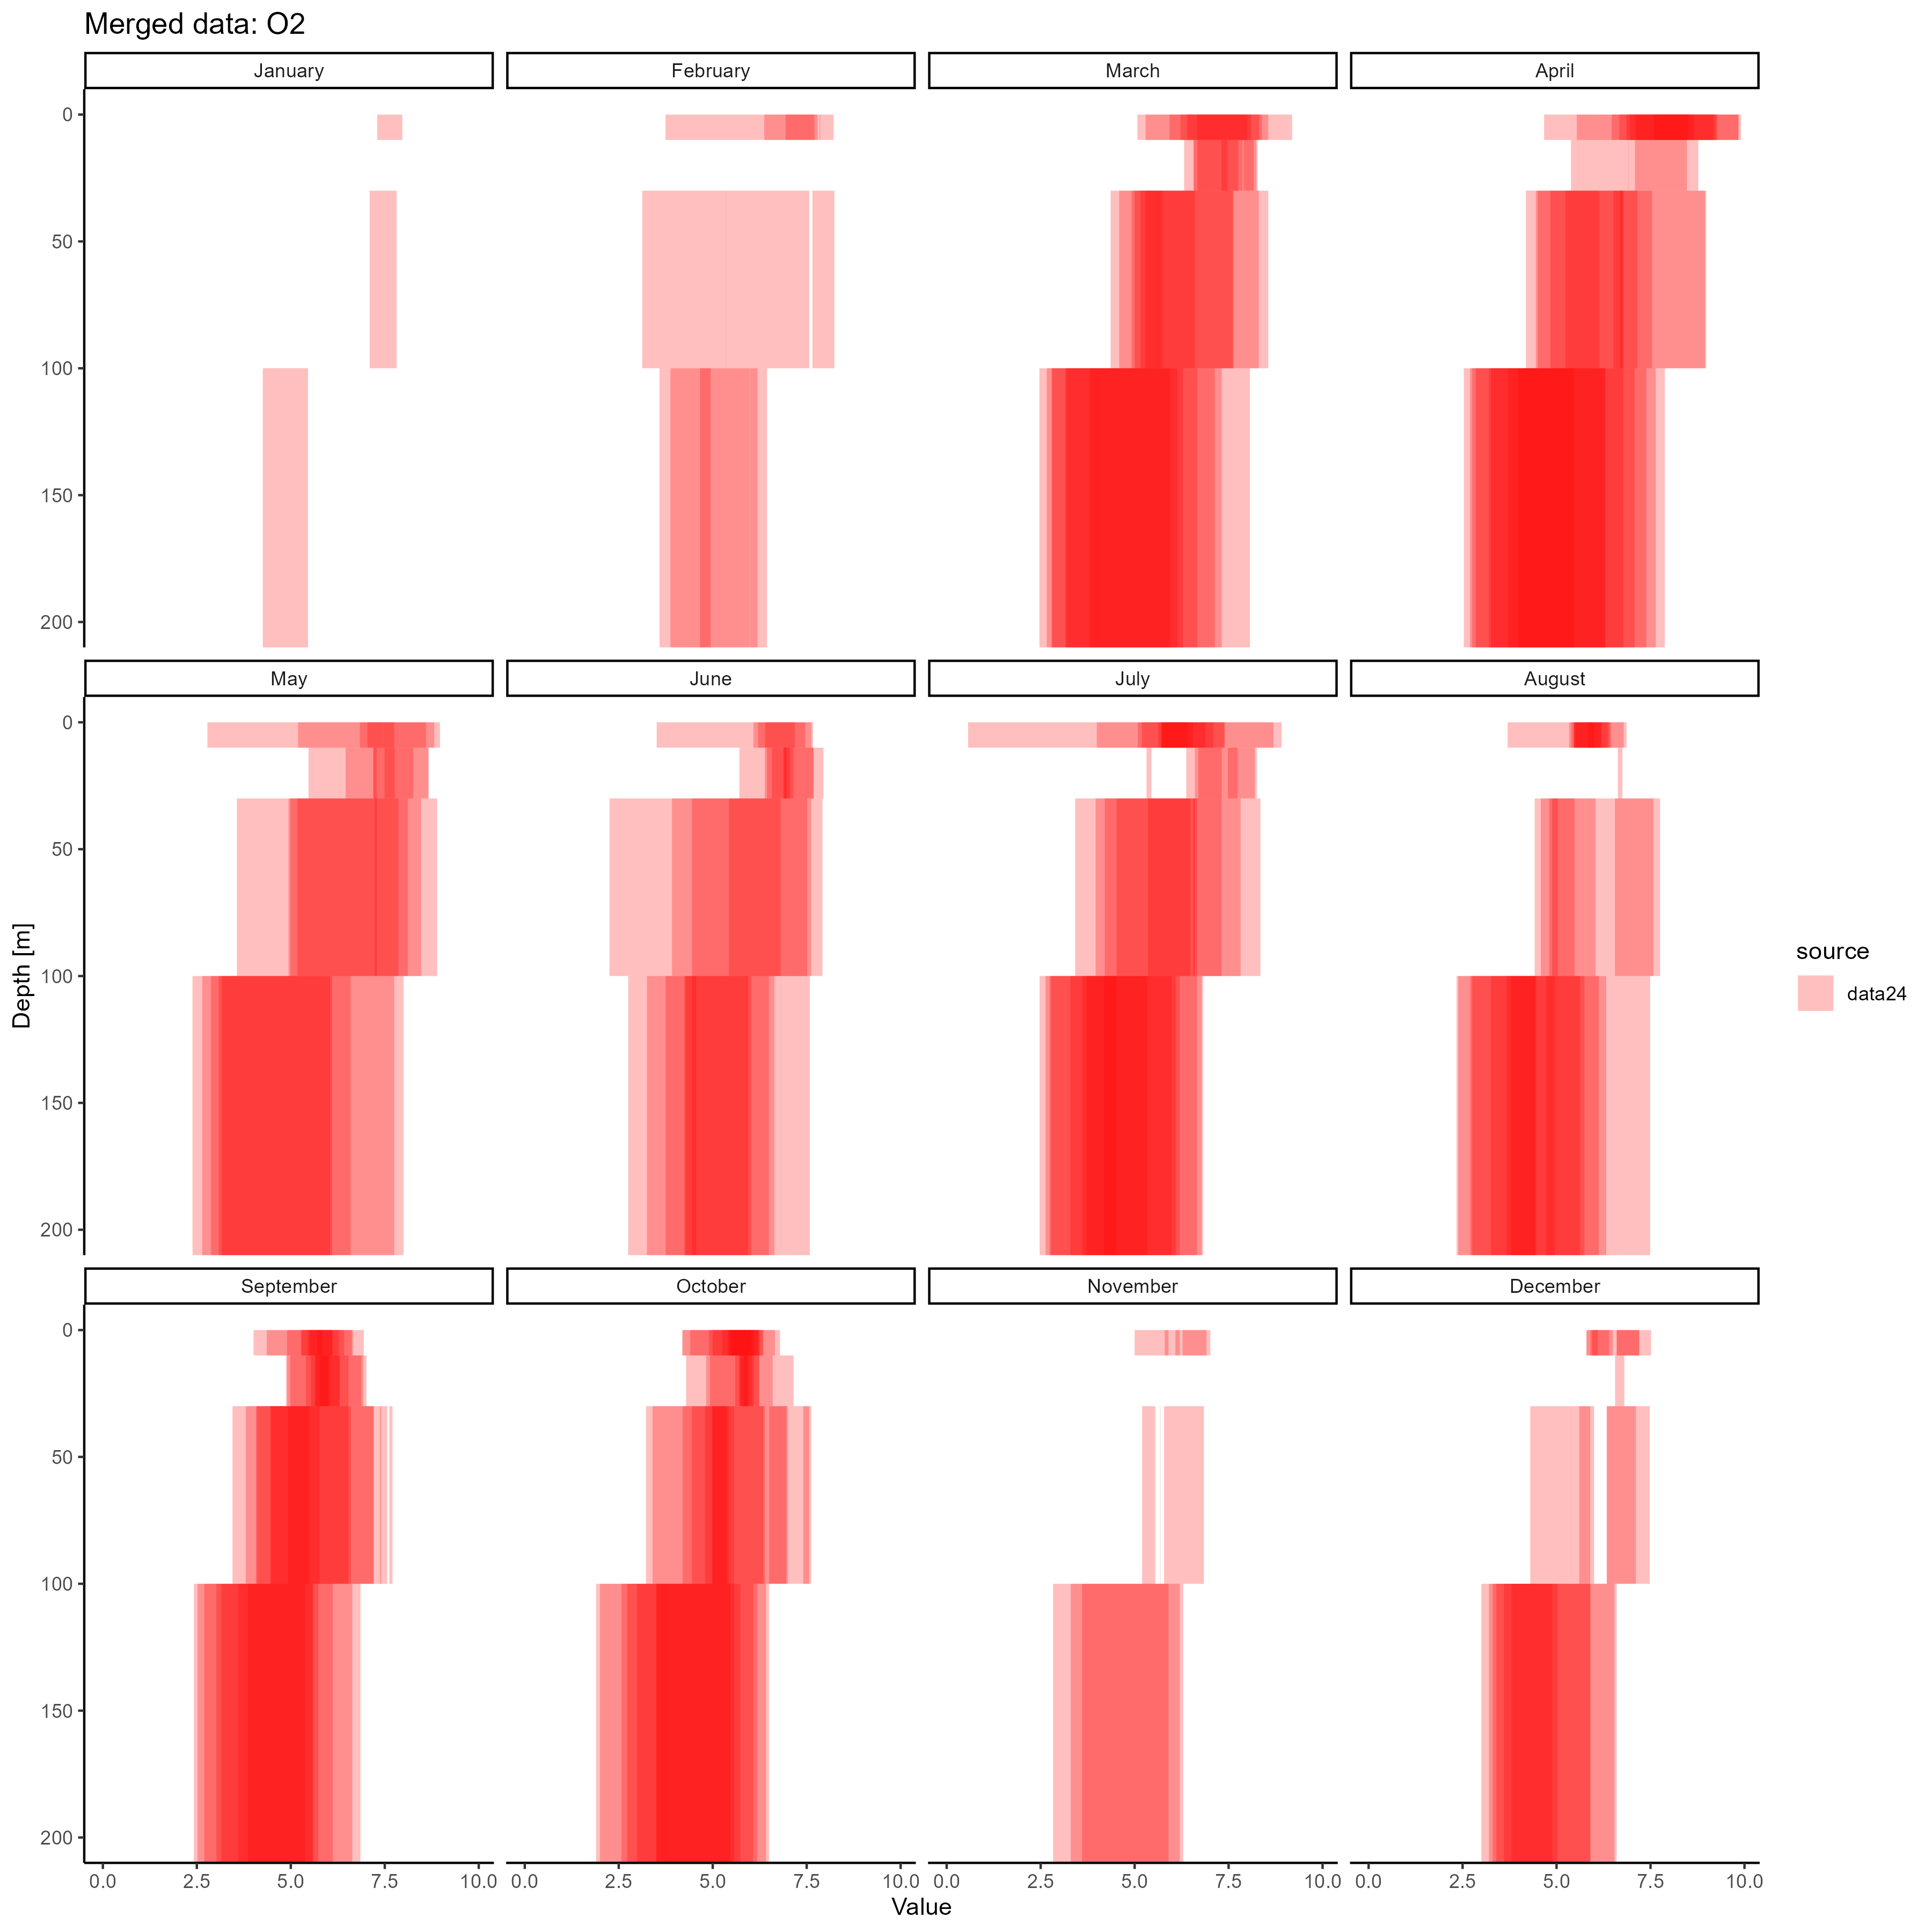 Merged data: O2
January February March April
0
50
100
150
200
May June July August
0
50
100
150
200
Depth [m]
source
data24
September October November December
0
50
100
150
200
0.0 2.5 5.0 7.5 10.0 0.0 2.5 5.0 7.5 10.0 0.0 2.5 5.0 7.5 10.0 0.0 2.5 5.0 7.5 10.0
Value